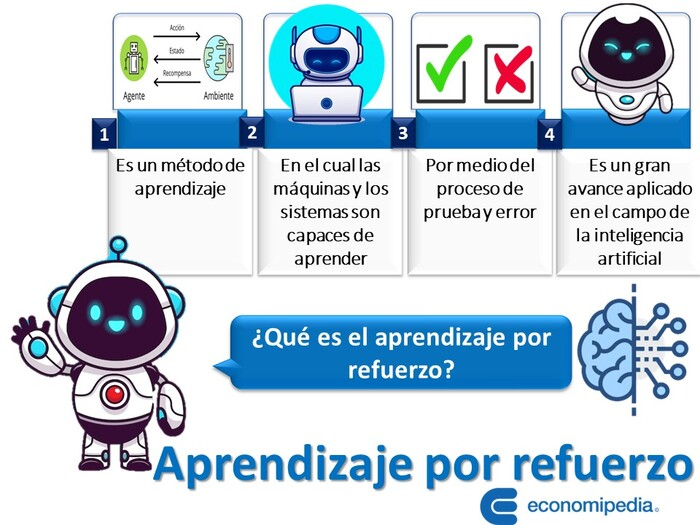 Acción
Estado
Recompensa
Agente
Ambiente
1
Es un método de
aprendizaje
2
En el cual las
máquinas y los
sistemas son
capaces de
aprender
3
Por medio del
proceso de
prueba y error
4
Es un gran
avance aplicado
en el campo de
la inteligencia
artificial
¿Qué es el aprendizaje por
refuerzo?
Aprendizaje por refuerzo
economipedia®